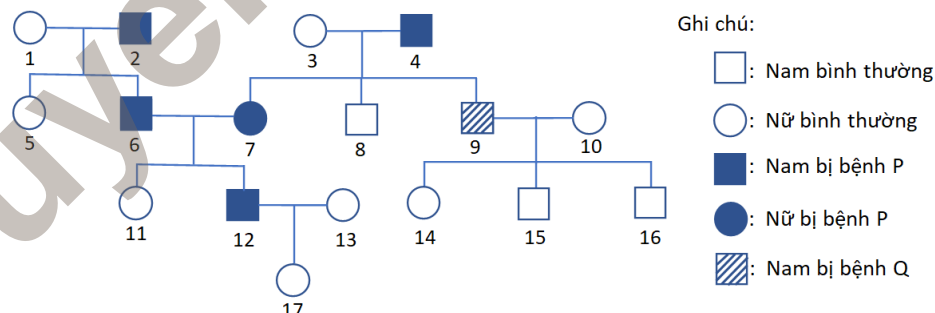 Ghi chú:
1 2 3 4
: Nam bình thường
5 6 7 8 9 10
: Nữ bình thường
: Nam bị bệnh P
11 12 13 14 15 16
: Nữ bị bệnh P
: Nam bị bệnh Q
17